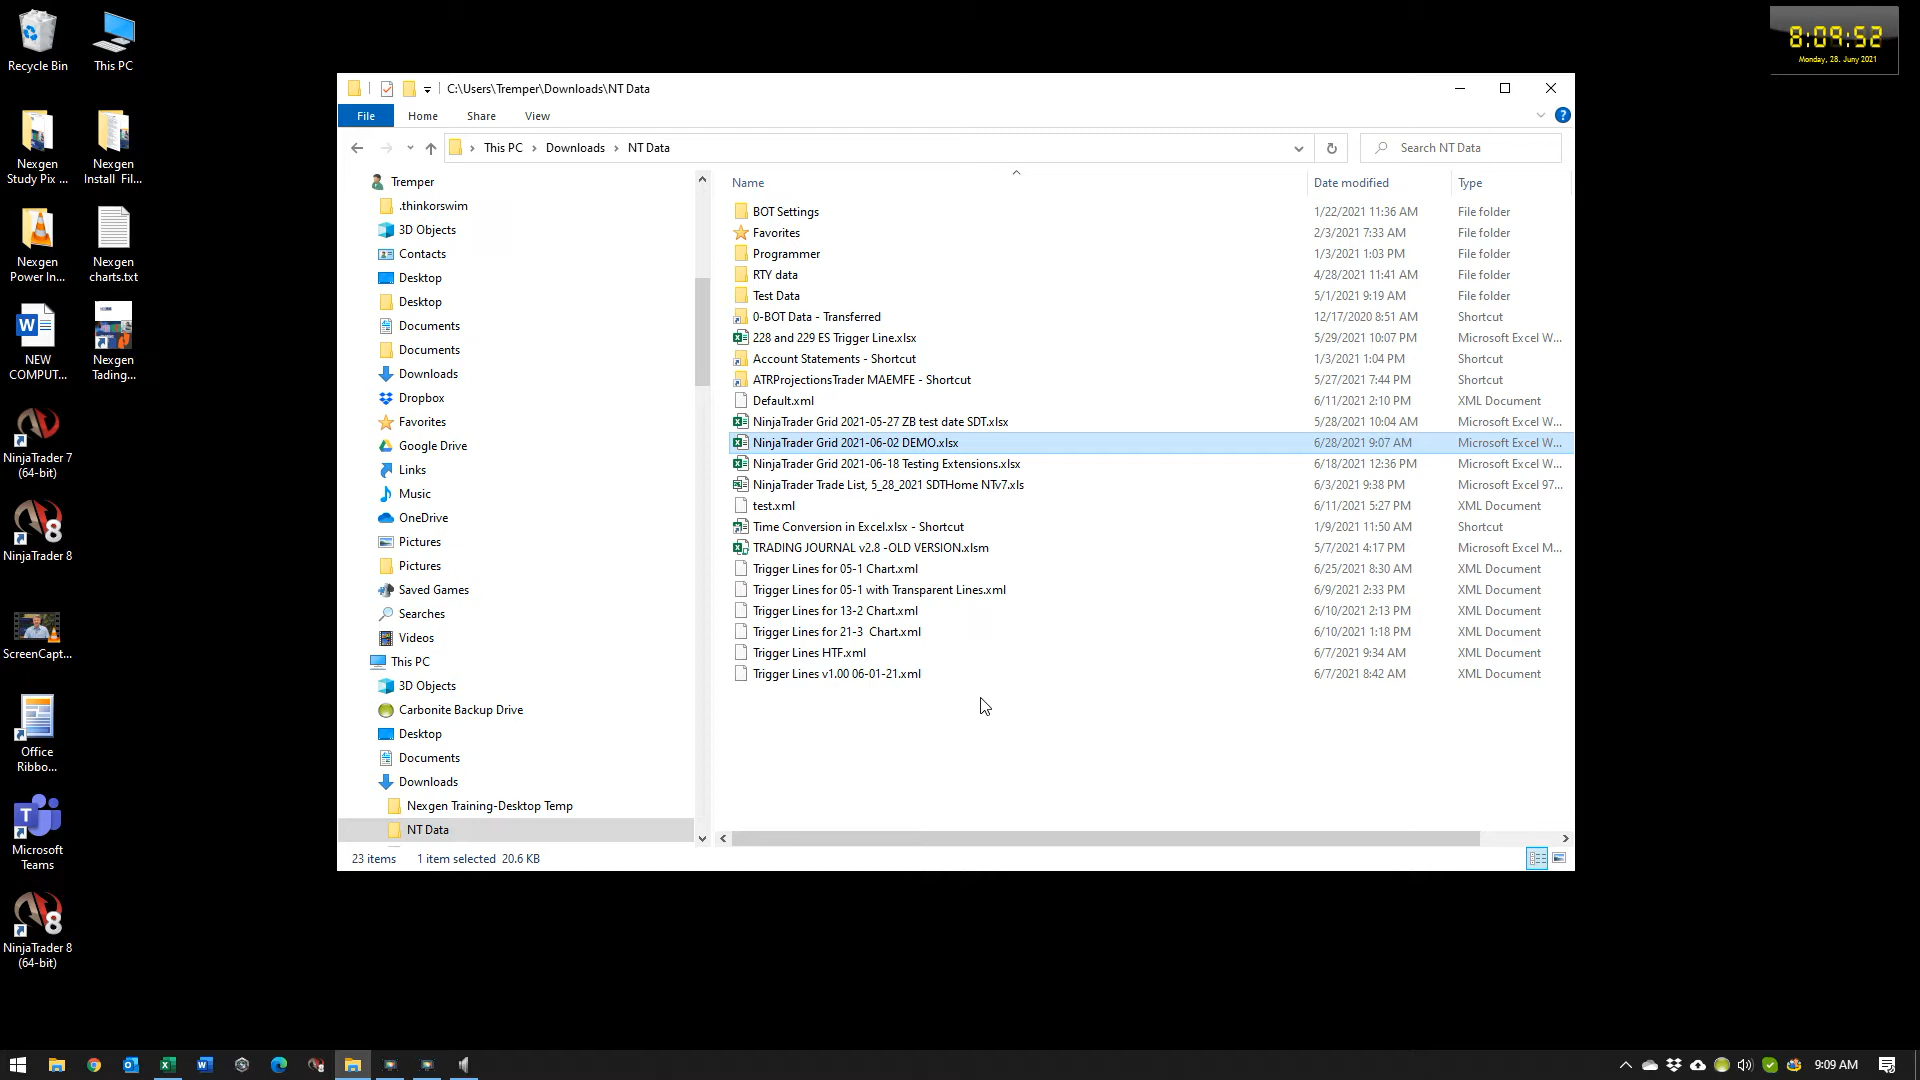 Recycle Bin
This PC
Nexgen
Study Pix ...
Nexgen
Install Fil...
Nexgen
Power In...
Nexgen
charts.txt
NEW
COMPUT...
Nexgen
Tading...
NinjaTrader 7
(64-bit)
NinjaTrader 8
ScreenCapt...
Office
Ribbo...
Microsoft
Teams
NinjaTrader 8
(64-bit)
8:09:52
Monday, 28. Juny 2021
C:\Users\Tremper\Downloads\NT Data
File Home Share View
This PC Downloads NT Data
Search NT Data
Tremper
.thinkorswim
3D Objects
Contacts
Desktop
Desktop
Documents
Documents
Downloads
Dropbox
Favorites
Google Drive
Links
Music
OneDrive
Pictures
Pictures
Saved Games
Searches
Videos
This PC
3D Objects
Carbonite Backup Drive
Desktop
Documents
Downloads
Nexgen Training-Desktop Temp
NT Data
Name Date modified Type
BOT Settings 1/22/2021 11:36 AM File folder
Favorites 2/3/2021 7:33 AM File folder
Programmer 1/3/2021 1:03 PM File folder
RTY data 4/28/2021 11:41 AM File folder
Test Data 5/1/2021 9:19 AM File folder
0-BOT Data - Transferred 12/17/2020 8:51 AM Shortcut
228 and 229 ES Trigger Line.xlsx 5/29/2021 10:07 PM Microsoft Excel W...
Account Statements - Shortcut 1/3/2021 1:04 PM Shortcut
ATRProjectionsTrader MAEMFE - Shortcut 5/27/2021 7:44 PM Shortcut
Default.xml 6/11/2021 2:10 PM XML Document
NinjaTrader Grid 2021-05-27 ZB test date SDT.xlsx 5/28/2021 10:04 AM Microsoft Excel W...
NinjaTrader Grid 2021-06-02 DEMO.xlsx 6/28/2021 9:07 AM Microsoft Excel W...
NinjaTrader Grid 2021-06-18 Testing Extensions.xlsx 6/18/2021 12:36 PM Microsoft Excel W...
NinjaTrader Trade List, 5_28_2021 SDTHome NTv7.xls 6/3/2021 9:38 PM Microsoft Excel 97...
test.xml 6/11/2021 5:27 PM XML Document
Time Conversion in Excel.xlsx - Shortcut 1/9/2021 11:50 AM Shortcut
TRADING JOURNAL v2.8 -OLD VERSION.xlsm 5/7/2021 4:17 PM Microsoft Excel M...
Trigger Lines for 05-1 Chart.xml 6/25/2021 8:30 AM XML Document
Trigger Lines for 05-1 with Transparent Lines.xml 6/9/2021 2:33 PM XML Document
Trigger Lines for 13-2 Chart.xml 6/10/2021 2:13 PM XML Document
Trigger Lines for 21-3 Chart.xml 6/10/2021 1:18 PM XML Document
Trigger Lines HTF.xml 6/7/2021 9:34 AM XML Document
Trigger Lines v1.00 06-01-21.xml 6/7/2021 8:42 AM XML Document
23 items 1 item selected 20.6 KB
9:09 AM